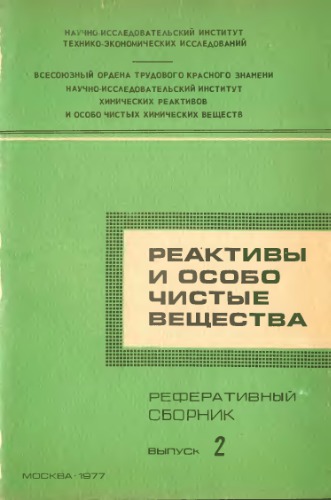 НАУЧНО-ИССЛЕДОВАТЕЛЬСКИЙ ИНСТИТУТ
ТЕХНИКО-ЭКОНОМИЧЕСКИХ ИССЛЕДОВАНИЙ
ВСЕСОЮЗНЫЙ ОРДЕНА ТРУДОВОГО КРАСНОГО ЗНАМЕНИ
НАУЧНО-ИССЛЕДОВАТЕЛЬСКИЙ ИНСТИТУТ
ХИМИЧЕСКИХ РЕАКТИВОВ
И ОСОБО ЧИСТЫХ ХИМИЧЕСКИХ ВЕЩЕСТВ
РЕАКТИВЫ
И ОСОБО
ЧИСТЫЕ
ВЕЩЕСТВА
РЕФЕРАТИВНЫЙ
СБОРНИК
ВЫПУСК 2
МОСКВА-1977